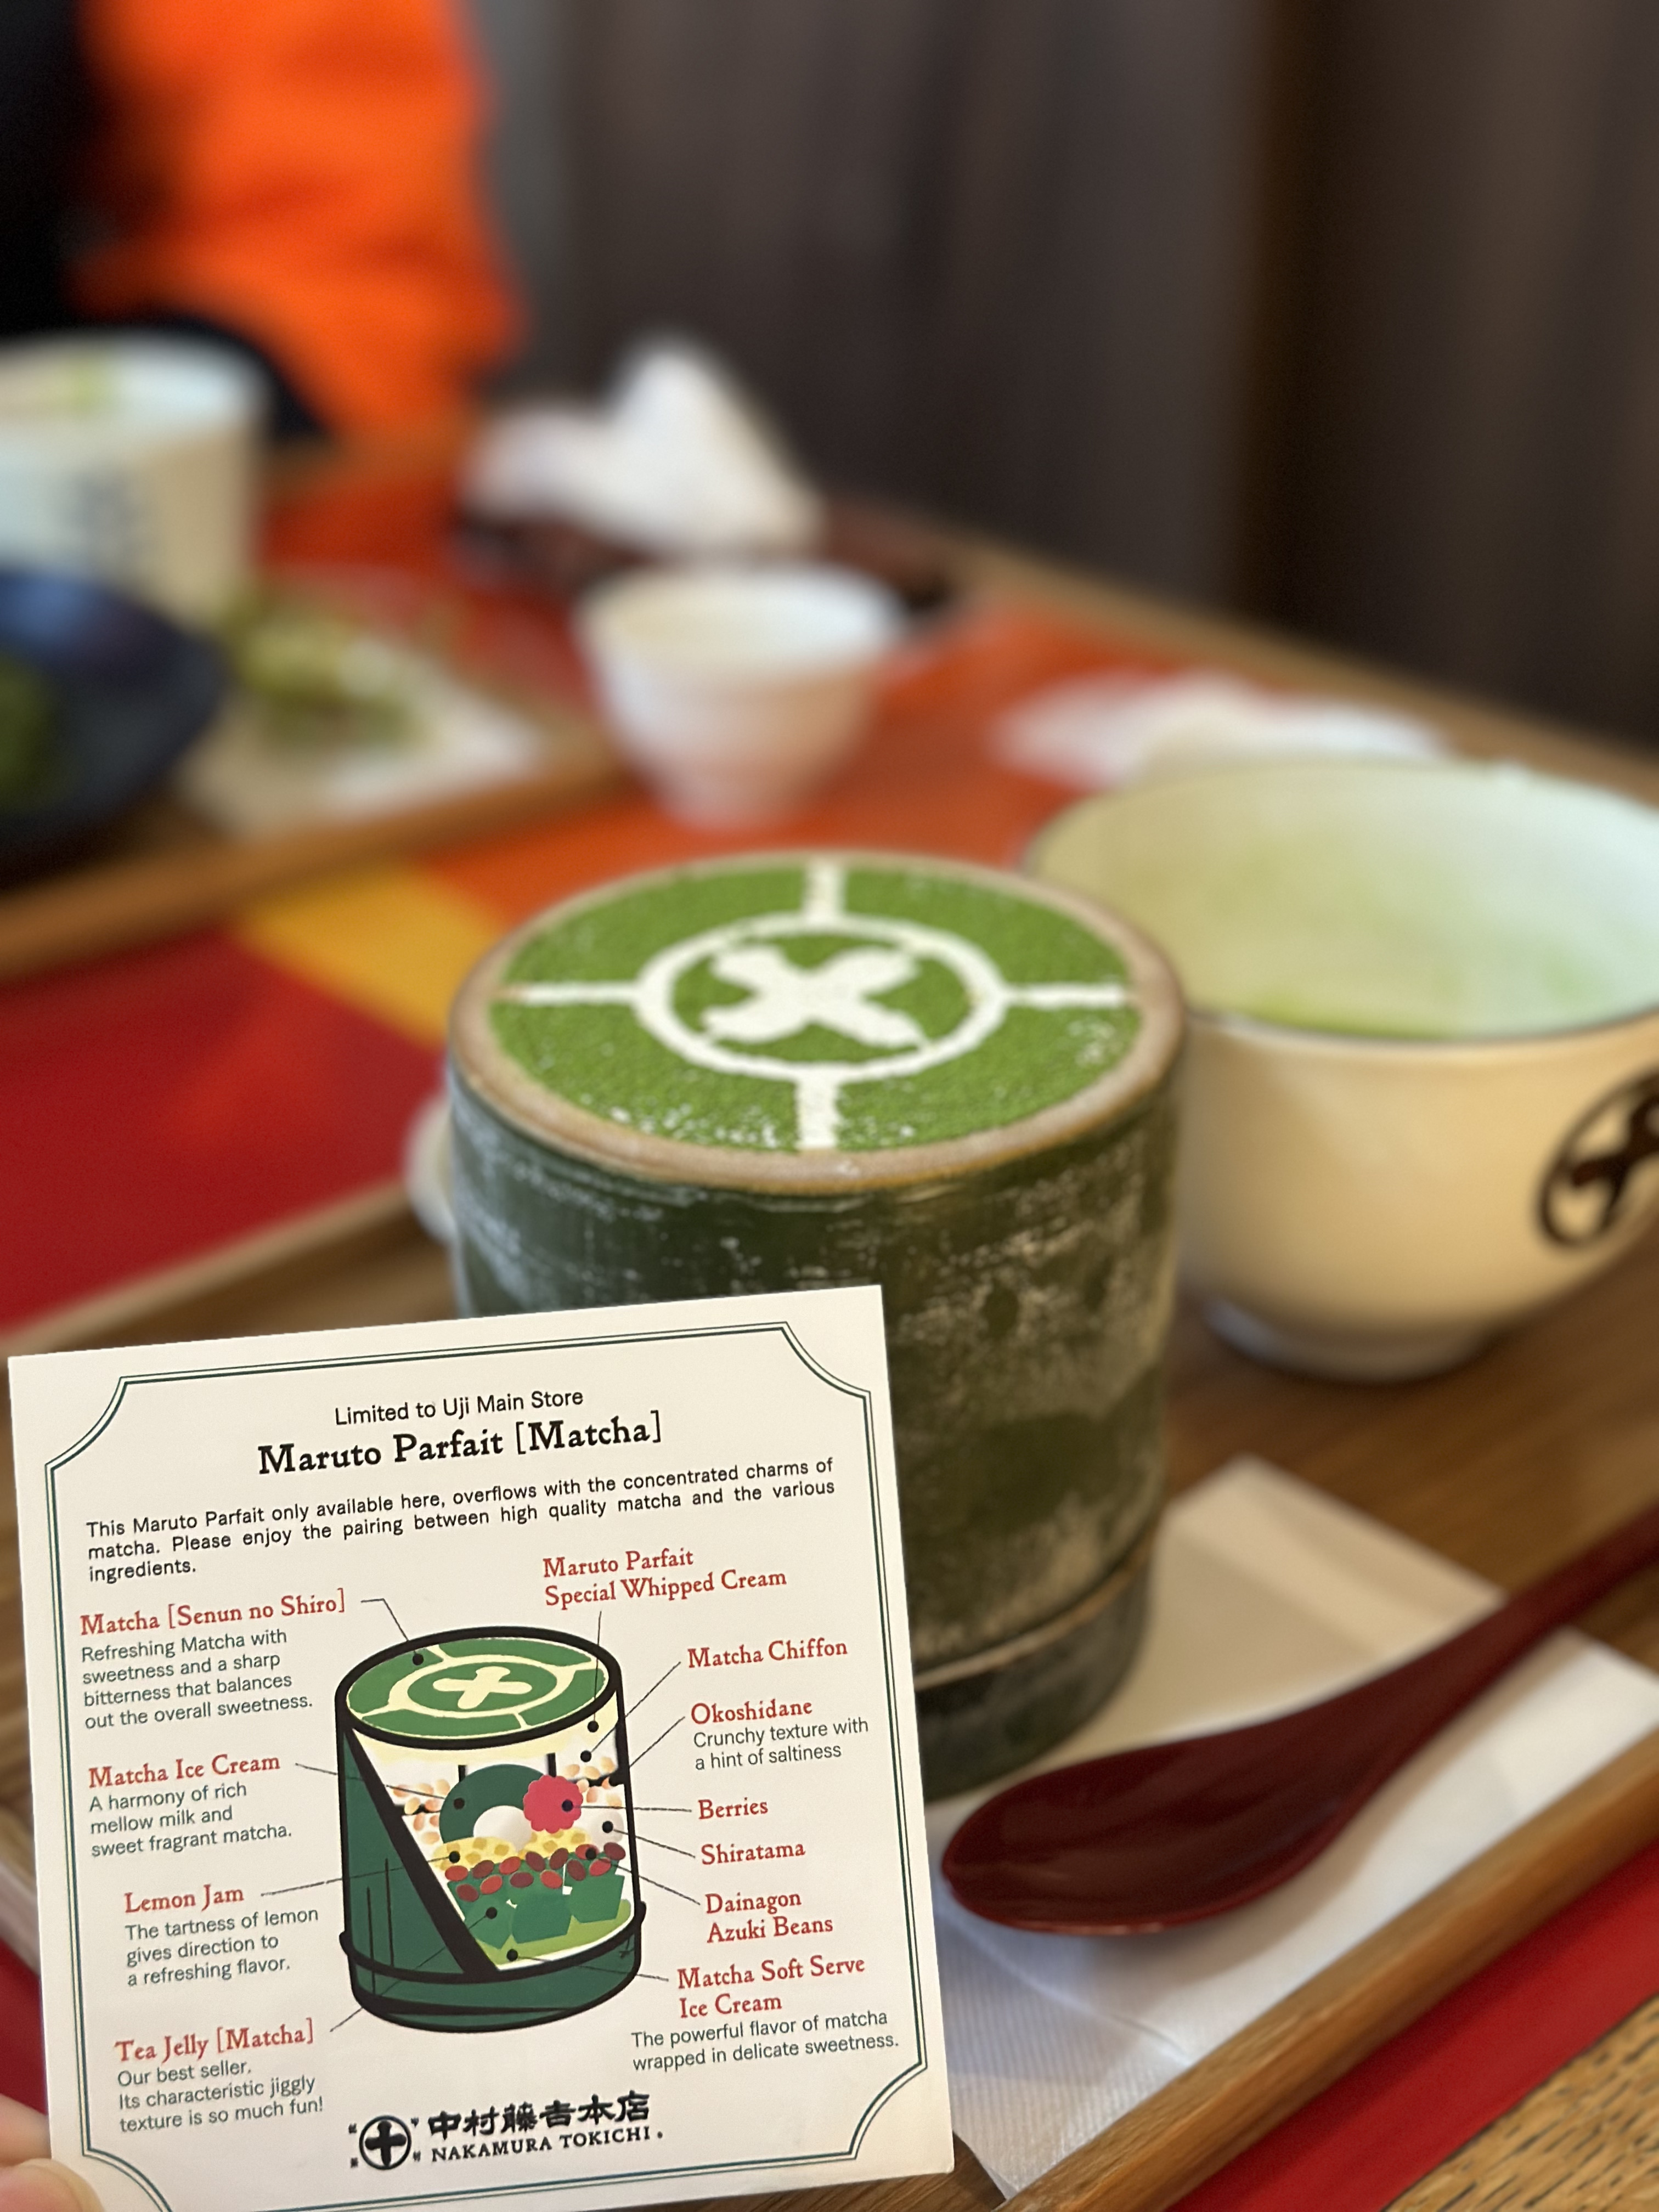 Limited to Uji Main Store
Maruto Parfait [Matcha]
This Maruto Parfait only available here, overflows with the concentrated charms of
matcha. Please enjoy the pairing between high quality matcha and the various
ingredients.
Maruto Parfait
Special Whipped Cream
Matcha [Senun no Shiro]
Refreshing Matcha with
sweetness and a sharp
bitterness that balances
out the overall sweetness.
Matcha Chiffon
Okoshidane
Crunchy texture with
a hint of saltiness
Matcha Ice Cream
A harmony of rich
mellow milk and
sweet fragrant matcha.
Berries
Shiratama
Lemon Jam
The tartness of lemon
gives direction to
a refreshing flavor.
Dainagon
Azuki Beans
Matcha Soft Serve
Ice Cream
The powerful flavor of matcha
wrapped in delicate sweetness.
Tea Jelly [Matcha]
Our best seller.
Its characteristic jiggly
texture is so much fun!
中村藤吉本店
NAKAMURA TOKICHI